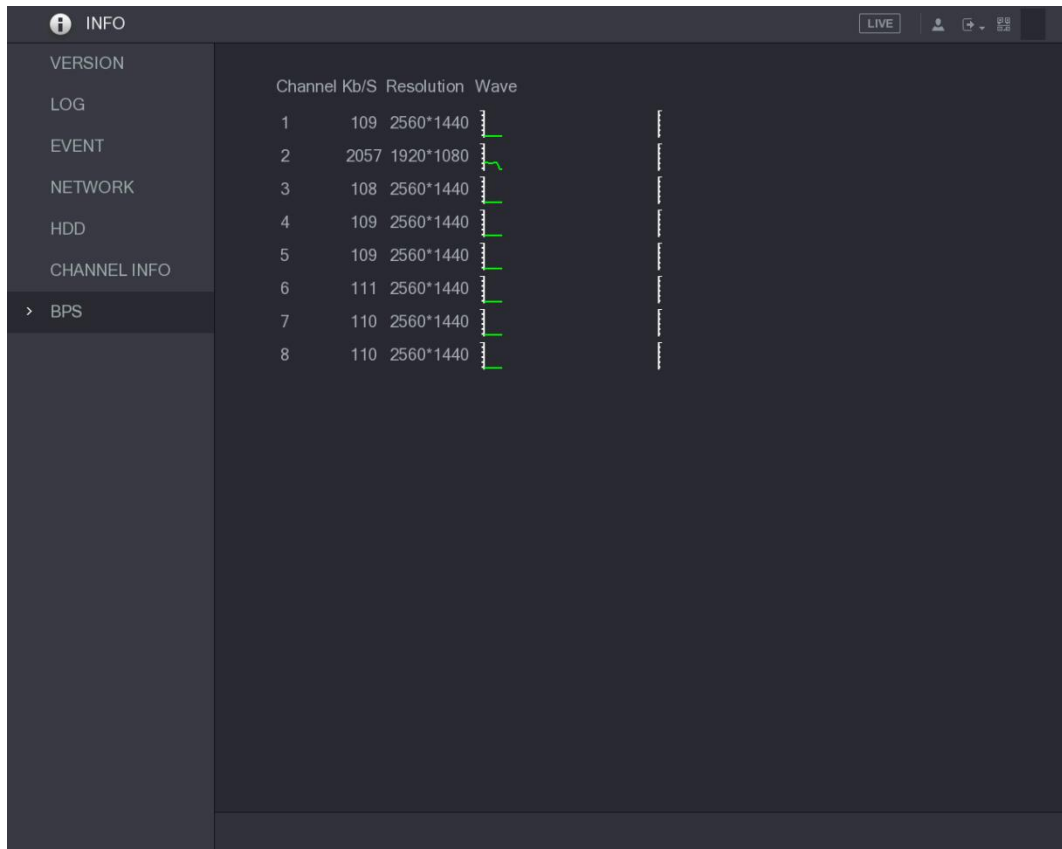 INFO
LIVE
VERSION
LOG
EVENT
NETWORK
HDD
CHANNEL INFO
> BPS
Channel Kb/S Resolution Wave
1 109 2560*1440
2 2057 1920*1080
3 108 2560*1440
4 109 2560*1440
5 109 2560*1440
6 111 2560*1440
7 110 2560*1440
8 110 2560*1440